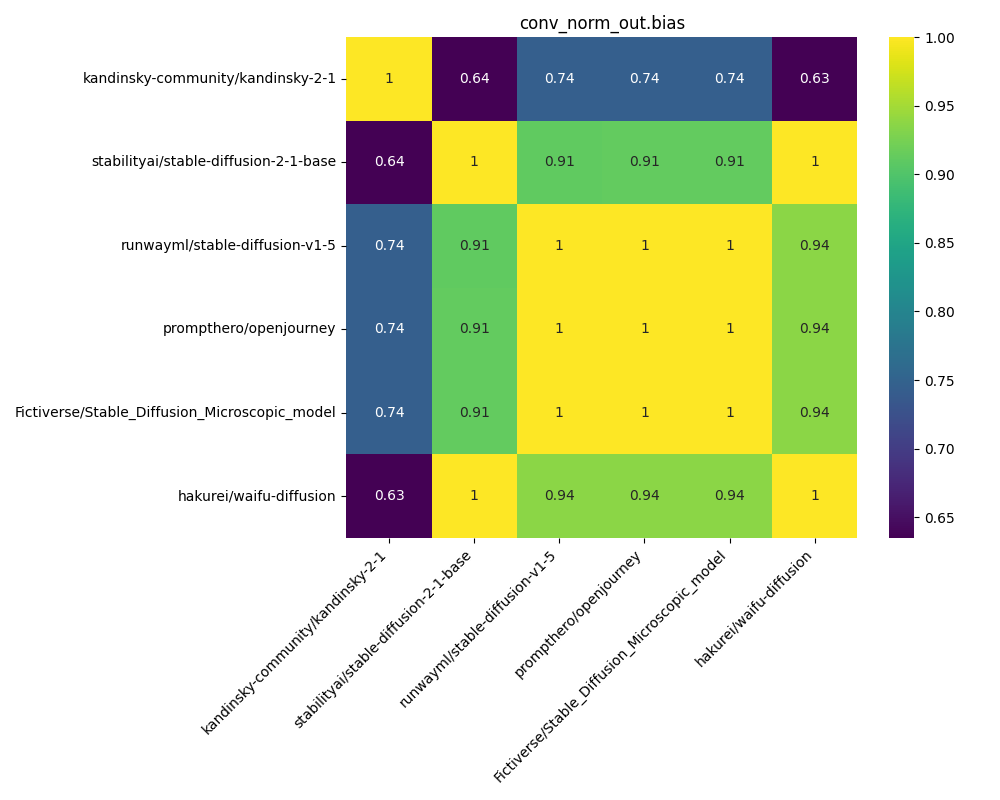 conv_norm_out.bias
kandinsky-community/kandinsky-2-1 1 0.64 0.74 0.74 0.74 0.63
stabilityai/stable-diffusion-2-1-base 0.64 1 0.91 0.91 0.91 1
runwayml/stable-diffusion-v1-5 0.74 0.91 1 1 1 0.94
prompthero/openjourney 0.74 0.91 1 1 1 0.94
Fictiverse/Stable_Diffusion_Microscopic_model 0.74 0.91 1 1 1 0.94
hakurei/waifu-diffusion 0.63 1 0.94 0.94 0.94 1
kandinsky-community/kandinsky-2-1
stabilityai/stable-diffusion-2-1-base
runwayml/stable-diffusion-v1-5
prompthero/openjourney
Fictiverse/Stable_Diffusion_Microscopic_model
hakurei/waifu-diffusion
1.00
0.95
0.90
0.85
0.80
0.75
0.70
0.65